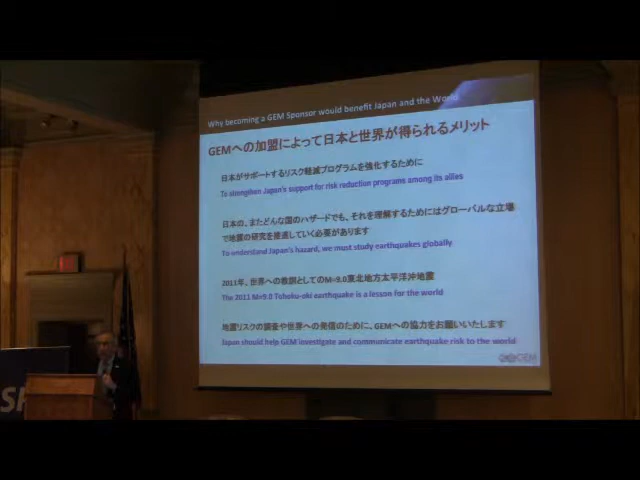 Why becoming a GEM Sponsor would benefit Japan and the World
GEMへの加盟によって日本と世界が得られるメリット
日本がサポートするリスク軽減プログラムを強化するために
To strengthen Japan's support for risk reduction programs among its allies
日本の、またどんな国のハザードでも、それを理解するためにはグローバルな立場
で地震の研究を推進していく必要があります
To understand Japan's hazard, we must study earthquakes globally
2011年、世界への教訓としてのM=9.0東北地方太平洋沖地震
The 2011 M=9.0 Tohoku-oki earthquake is a lesson for the world
地震リスクの調査や世界への発信のために、GEMへの協力をお願いいたします
Japan should help GEM investigate and communicate earthquake risk to the world
GEM